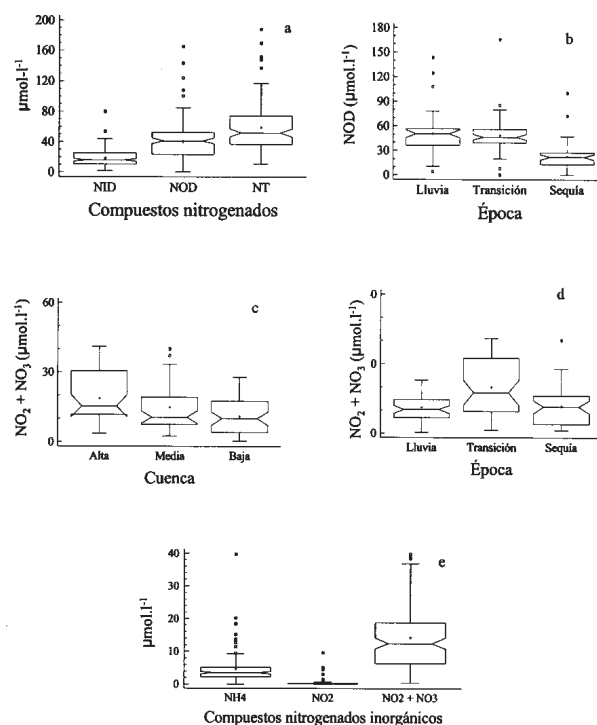 a
200
160
120
80
40
0
µmol-l⁻¹
NID NOD NT
Compuestos nitrogenados
b
180
150
120
90
60
30
0
NOD (µmol.l⁻¹)
Lluvia Transición Sequía
Época
c
60
30
0
NO₂ + NO₃ (µmol.l⁻¹)
Alta Media Baja
Cuenca
d
NO₂ + NO₃ (µmol.l⁻¹)
Lluvia Transición Sequía
Época
e
40
30
20
10
0
µmol.l⁻¹
NH4 NO2 NO2 + NO3
Compuestos nitrogenados inorgánicos